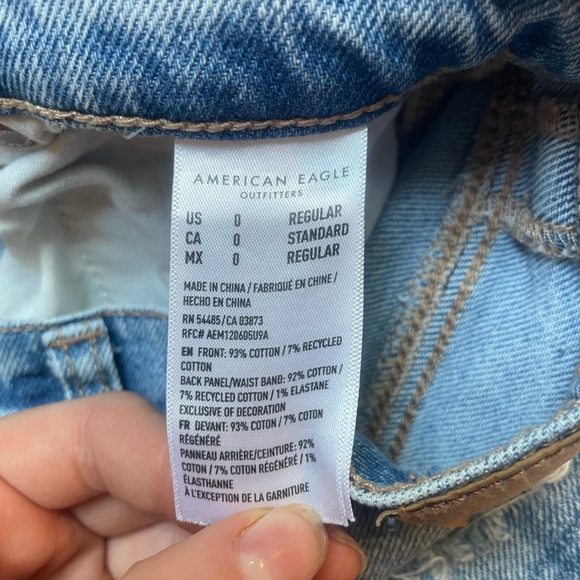 AMERICAN EAGLE
OUTFITTERS
US 0 REGULAR
CA 0 STANDARD
MX 0 REGULAR
MADE IN CHINA / FABRIQUÉ EN CHINE /
HECHO EN CHINA
RN 54485/CA 03873
RFC# AEM120605U9A
EN FRONT: 93% COTTON / 7% RECYCLED
COTTON
BACK PANEL/WAIST BAND: 92% COTTON /
7% RECYCLED COTTON / 1% ELASTANE
EXCLUSIVE OF DECORATION
FR DEVANT: 93% COTON / 7% COTON
RÉGÉNÉRÉ
PANNEAU ARRIÈRE/CEINTURE: 92%
COTON / 7% COTON RÉGÉNÉRÉ / 1%
ÉLASTHANNE
À L'EXCEPTION DE LA GARNITURE